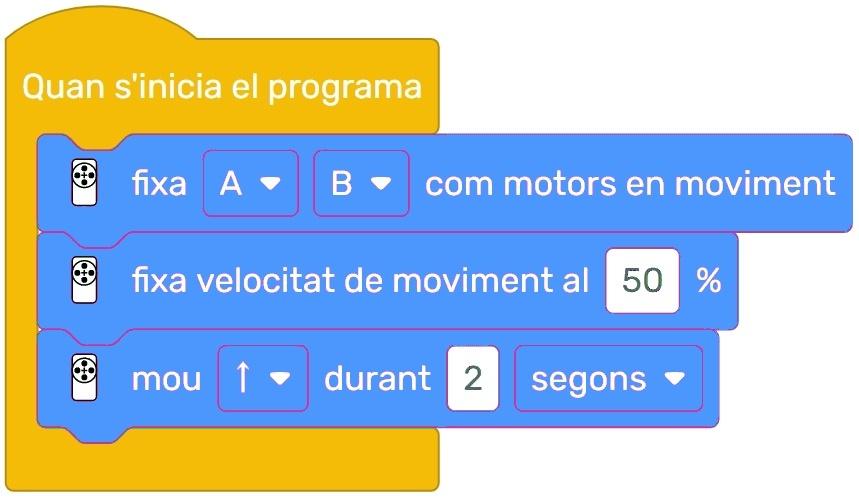 Quan s'inicia el programa
fixa A B com motors en moviment
fixa velocitat de moviment al 50 %
mou ↑ durant 2 segons